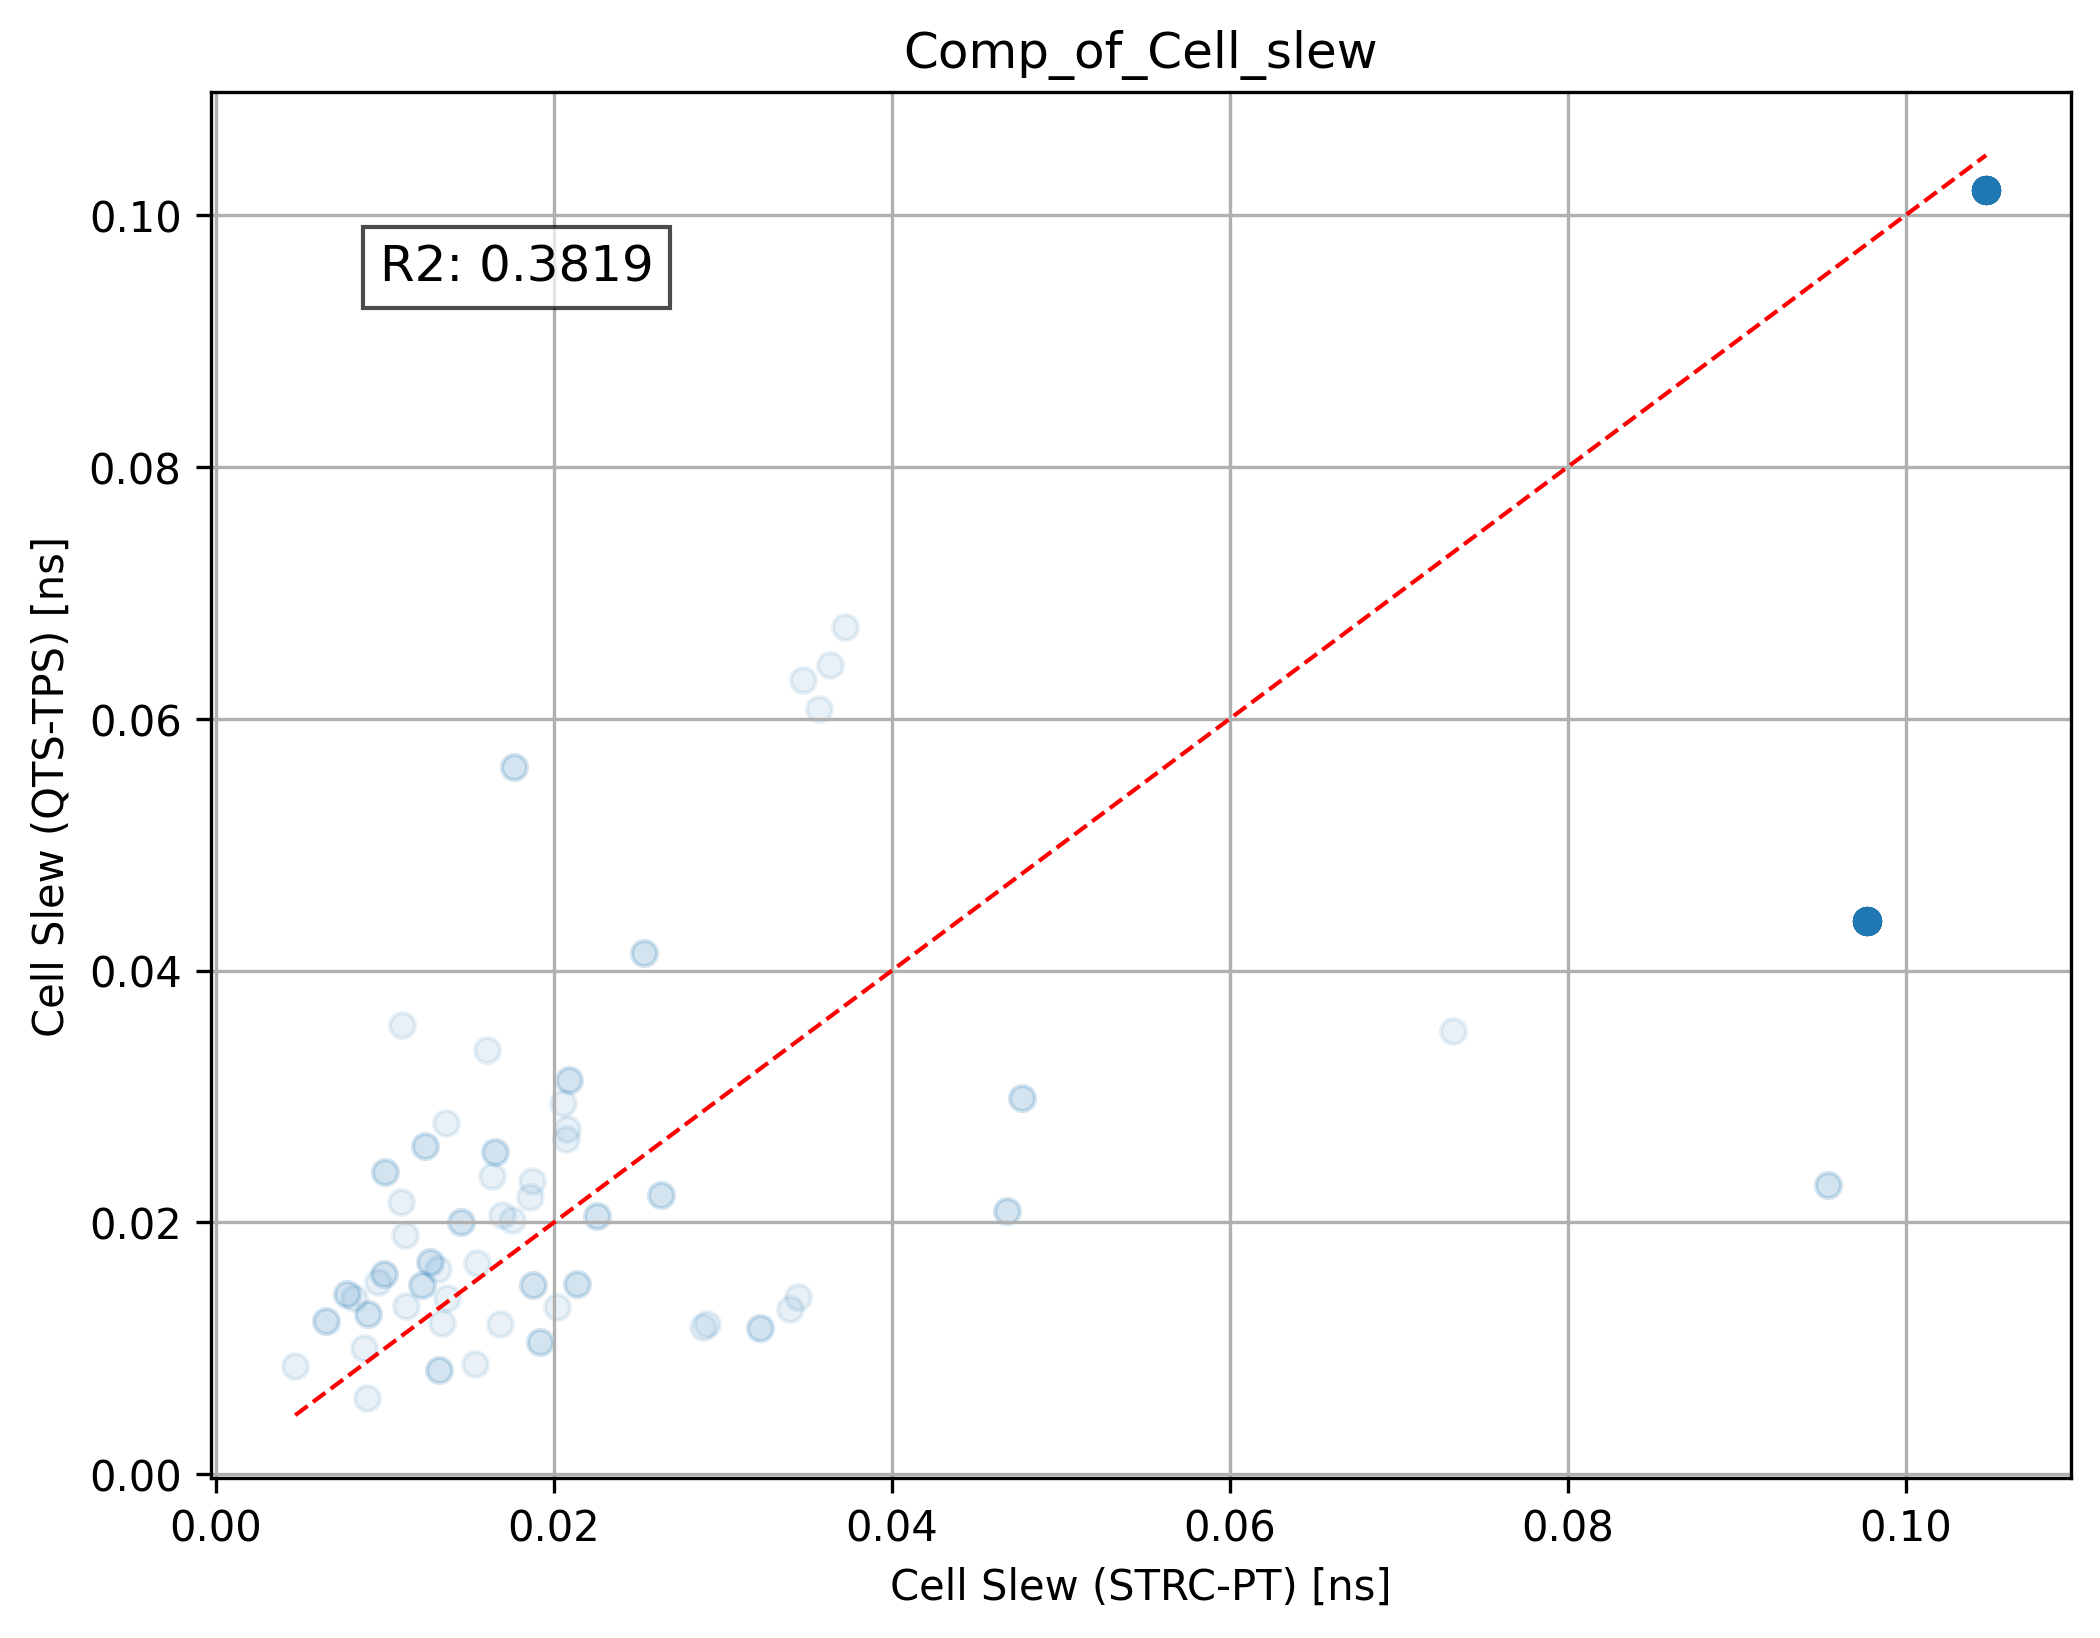 Comp_of_Cell_slew
R2: 0.3819
Cell Slew (QTS-TPS) [ns]
0.10
0.08
0.06
0.04
0.02
0.00
0.00 0.02 0.04 0.06 0.08 0.10
Cell Slew (STRC-PT) [ns]